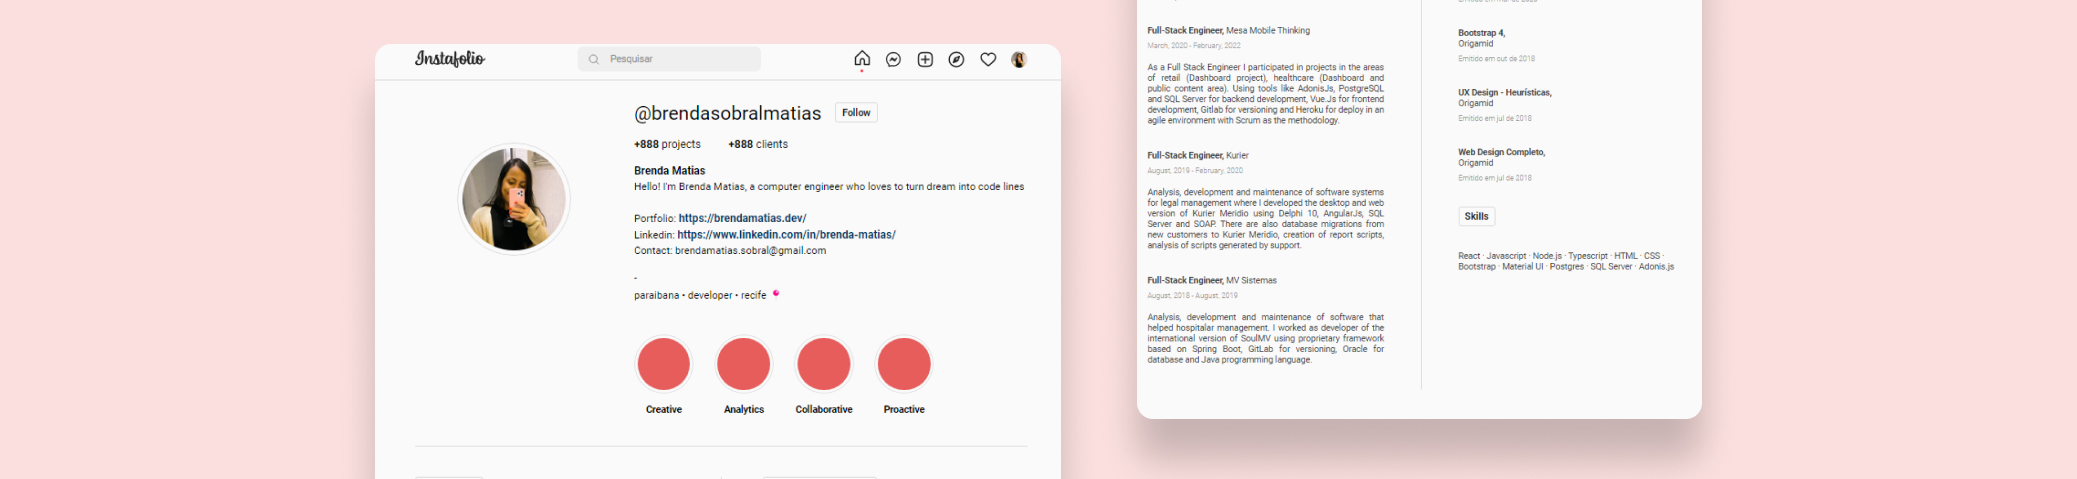 Instafolio
Pesquisar
@brendasobralmatias
Follow
+888 projects
+888 clients
Brenda Matias
Hello! I'm Brenda Matias, a computer engineer who loves to turn dream into code lines
Portfolio: https://brendamatias.dev/
Linkedin: https://www.linkedin.com/in/brenda-matias/
Contact: brendamatias.sobral@gmail.com
-
paraibana • developer • recife
Creative
Analytics
Collaborative
Proactive
Full-Stack Engineer, Mesa Mobile Thinking
March, 2020 - February, 2022
As a Full Stack Engineer I participated in projects in the areas
of retail (Dashboard project), healthcare (Dashboard and
public content area). Using tools like AdonisJs, PostgreSQL
and SQL Server for backend development, Vue.Js for frontend
development, Gitlab for versioning and Heroku for deploy in an
agile environment with Scrum as the methodology.
Full-Stack Engineer, Kurier
August, 2019 - February, 2020
Analysis, development and maintenance of software systems
for legal management where I developed the desktop and web
version of Kurier Meridio using Delphi 10, AngularJs, SQL
Server and SOAP. There are also database migrations from
new customers to Kurier Meridio, creation of report scripts,
analysis of scripts generated by support.
Full-Stack Engineer, MV Sistemas
August, 2018 - August, 2019
Analysis, development and maintenance of software that
helped hospitalar management. I worked as developer of the
international version of SoulMV using proprietary framework
based on Spring Boot, GitLab for versioning, Oracle for
database and Java programming language.
Bootstrap 4,
Origamid
Emitido em out de 2018
UX Design - Heurísticas,
Origamid
Emitido em jul de 2018
Web Design Completo,
Origamid
Emitido em jul de 2018
Skills
React · Javascript · Node.js · Typescript · HTML · CSS ·
Bootstrap · Material UI · Postgres · SQL Server · Adonis.js